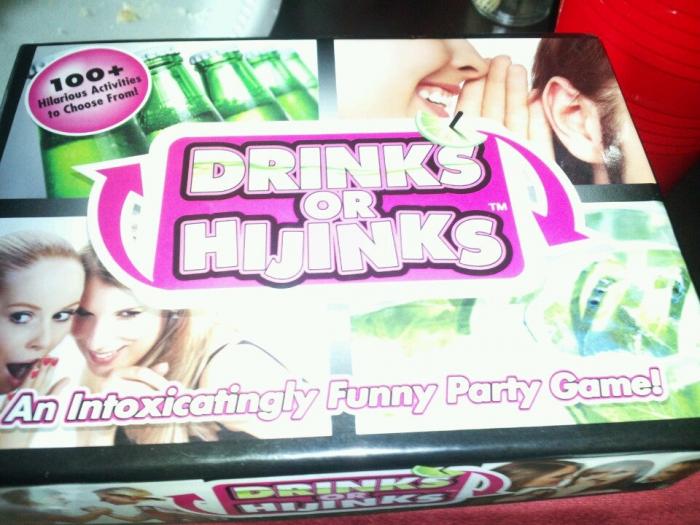 100+
Hilarious Activities
to Choose From!
DRINKS
OR
HIJINKS
TM
An Intoxicatingly Funny Party Game!
DRINKS
OR
HIJINKS